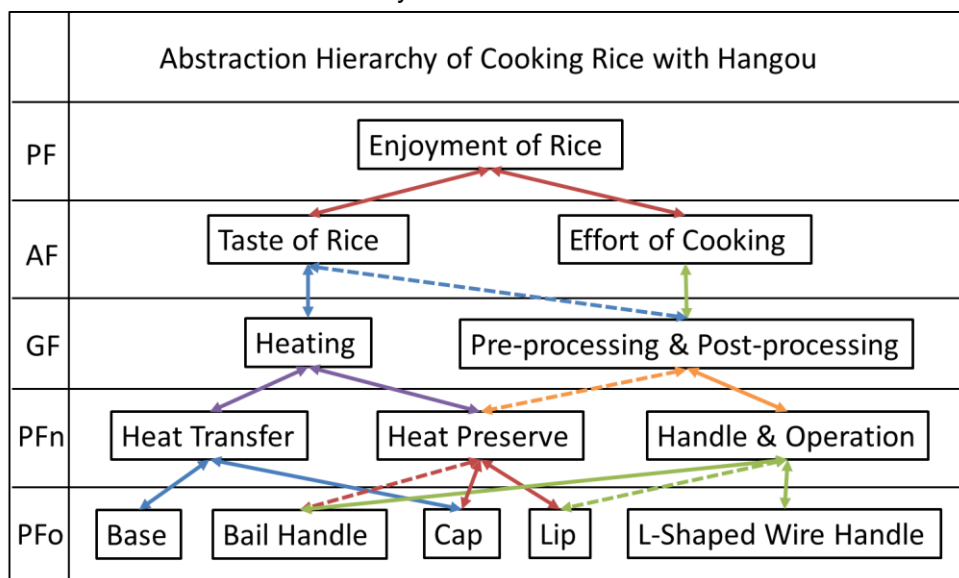 Abstraction Hierarchy of Cooking Rice with Hangou
PF
Enjoyment of Rice
AF
Taste of Rice
Effort of Cooking
GF
Heating
Pre-processing & Post-processing
PFn
Heat Transfer
Heat Preserve
Handle & Operation
PFo
Base
Bail Handle
Cap
Lip
L-Shaped Wire Handle